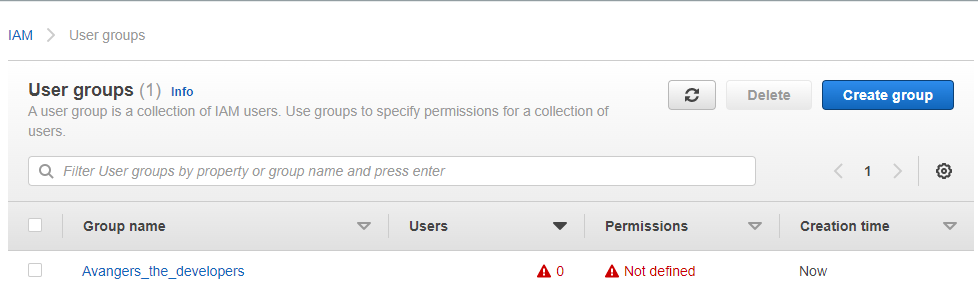 IAM > User groups
User groups (1) Info
Delete
Create group
A user group is a collection of IAM users. Use groups to specify permissions for a collection of
users.
Filter User groups by property or group name and press enter
1
Group name Users Permissions Creation time
Avangers_the_developers 0 Not defined Now